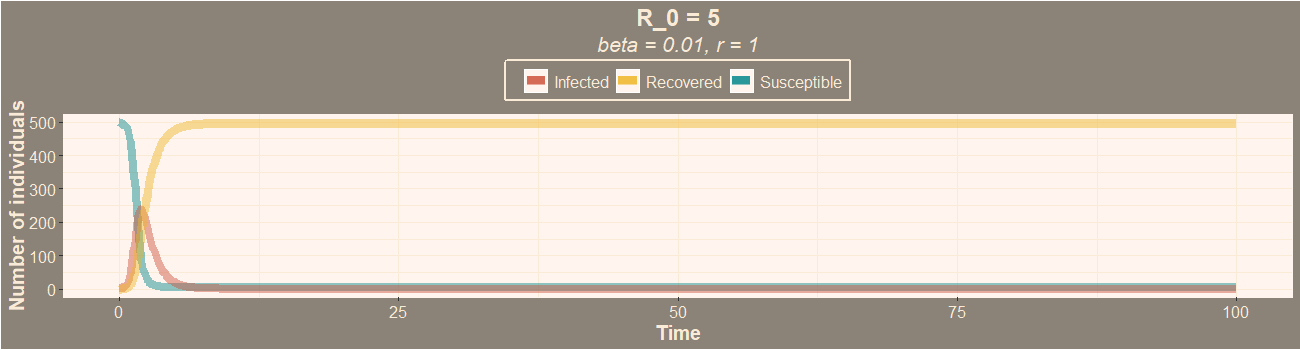 R_0 = 5
beta = 0.01, r = 1
Infected Recovered Susceptible
Number of individuals
500
400
300
200
100
0
0 25 50 75 100
Time